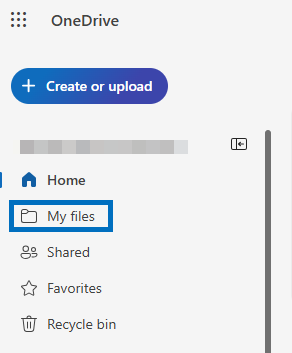 OneDrive
+ Create or upload
Home
My files
Shared
Favorites
Recycle bin